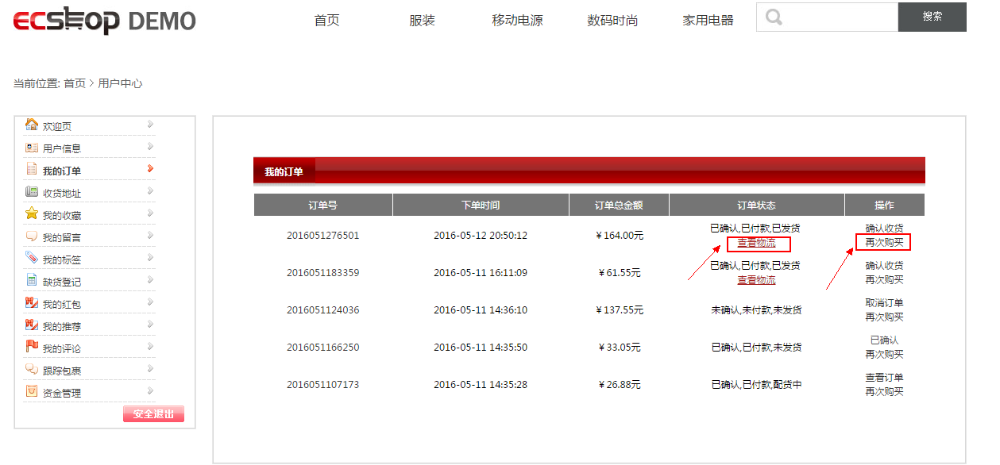 ECShop DEMO
首页 服装 移动电源 数码时尚 家用电器 搜索
当前位置: 首页 > 用户中心
欢迎页
用户信息
我的订单
收货地址
我的收藏
我的留言
我的标签
缺货登记
我的红包
我的推荐
我的评论
跟踪包裹
资金管理
安全退出
我的订单
订单号 下单时间 订单总金额 订单状态 操作
2016051276501 2016-05-12 20:50:12 ￥164.00元 已确认,已付款,已发货 确认收货
查看物流 再次购买
2016051183359 2016-05-11 16:11:09 ￥61.55元 已确认,已付款,已发货 确认收货
查看物流 再次购买
2016051124036 2016-05-11 14:36:10 ￥137.55元 未确认,未付款,未发货 取消订单
再次购买
2016051166250 2016-05-11 14:35:50 ￥33.05元 已确认,已付款,未发货 已确认
再次购买
2016051107173 2016-05-11 14:35:28 ￥26.88元 已确认,已付款,配货中 查看订单
再次购买